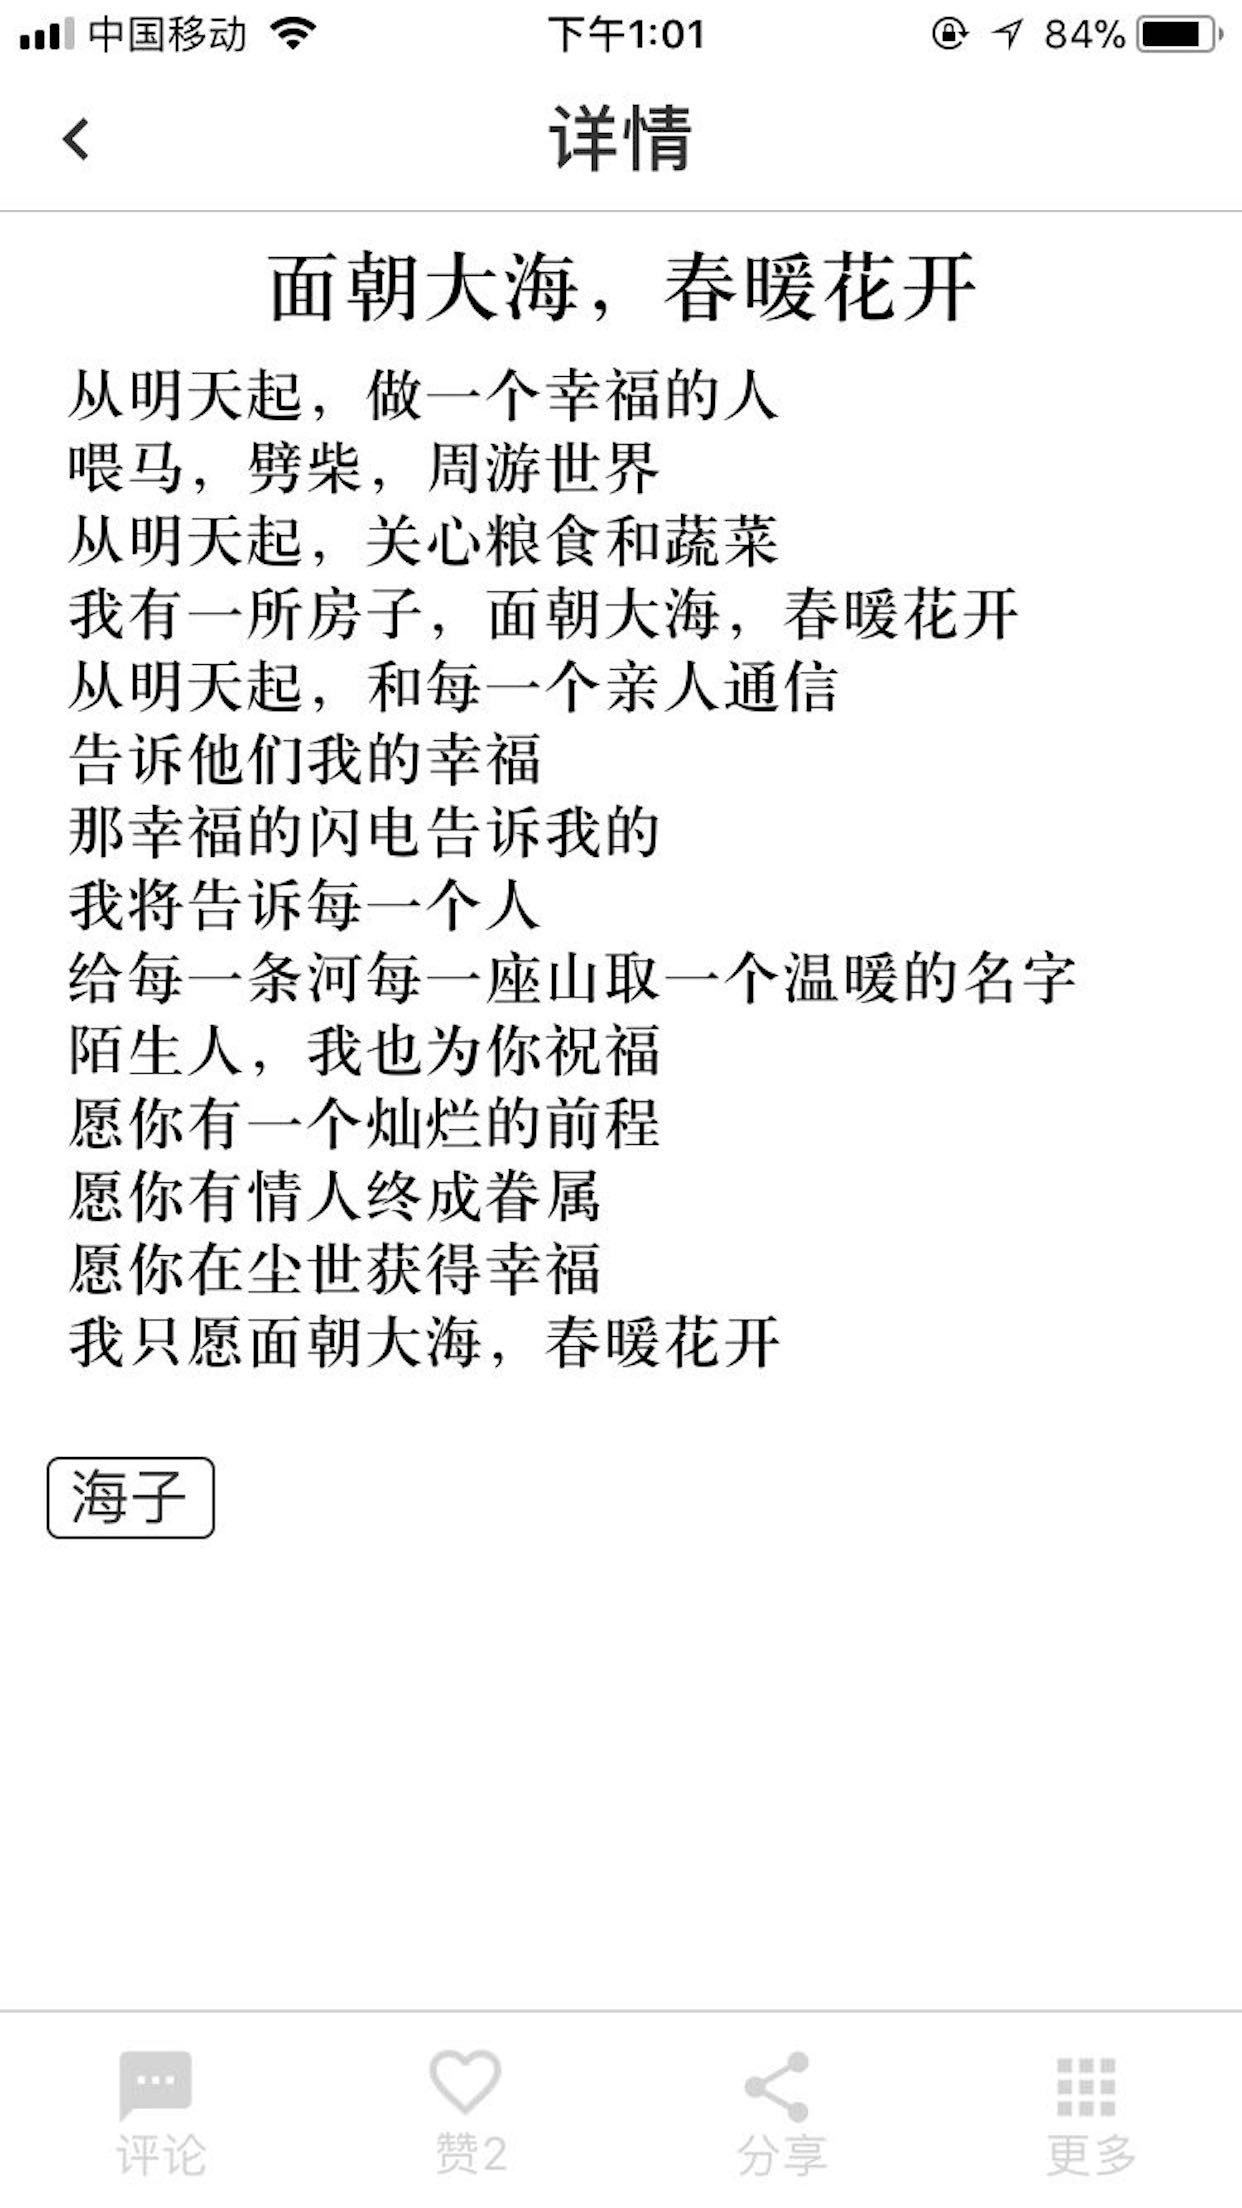 中国移动 下午1:01 84%
详情
面朝大海，春暖花开
从明天起，做一个幸福的人
喂马，劈柴，周游世界
从明天起，关心粮食和蔬菜
我有一所房子，面朝大海，春暖花开
从明天起，和每一个亲人通信
告诉他们我的幸福
那幸福的闪电告诉我的
我将告诉每一个人
给每一条河每一座山取一个温暖的名字
陌生人，我也为你祝福
愿你有一个灿烂的前程
愿你有情人终成眷属
愿你在尘世获得幸福
我只愿面朝大海，春暖花开
海子
评论 赞2 分享 更多